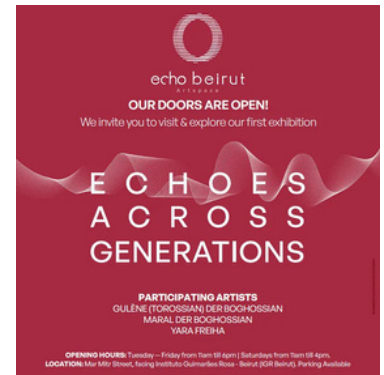 echo beirut
Artspace
OUR DOORS ARE OPEN!
We invite you to visit & explore our first exhibition
ECHOES
ACROSS
GENERATIONS
PARTICIPATING ARTISTS
GULÈNE (TOROSSIAN) DER BOGHOSSIAN
MARAL DER BOGHOSSIAN
YARA FREIHA
OPENING HOURS: Tuesday – Friday from 11am till 6pm | Saturdays from 11am till 4pm.
LOCATION: Mar Mitr Street, facing Instituto Guimarães Rosa - Beirut (IGR Beirut). Parking Available